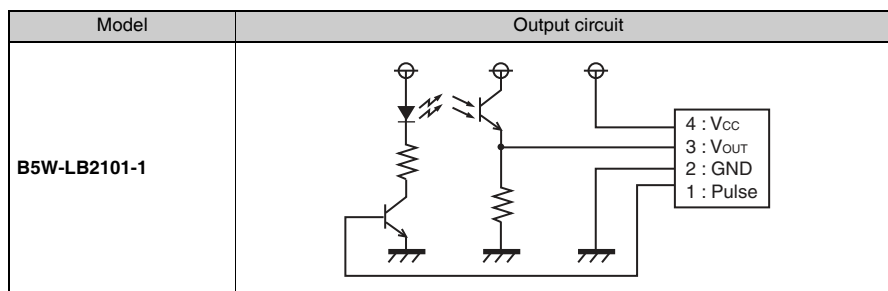 Model
Output circuit
B5W-LB2101-1
4 : Vcc
3 : VOUT
2 : GND
1 : Pulse